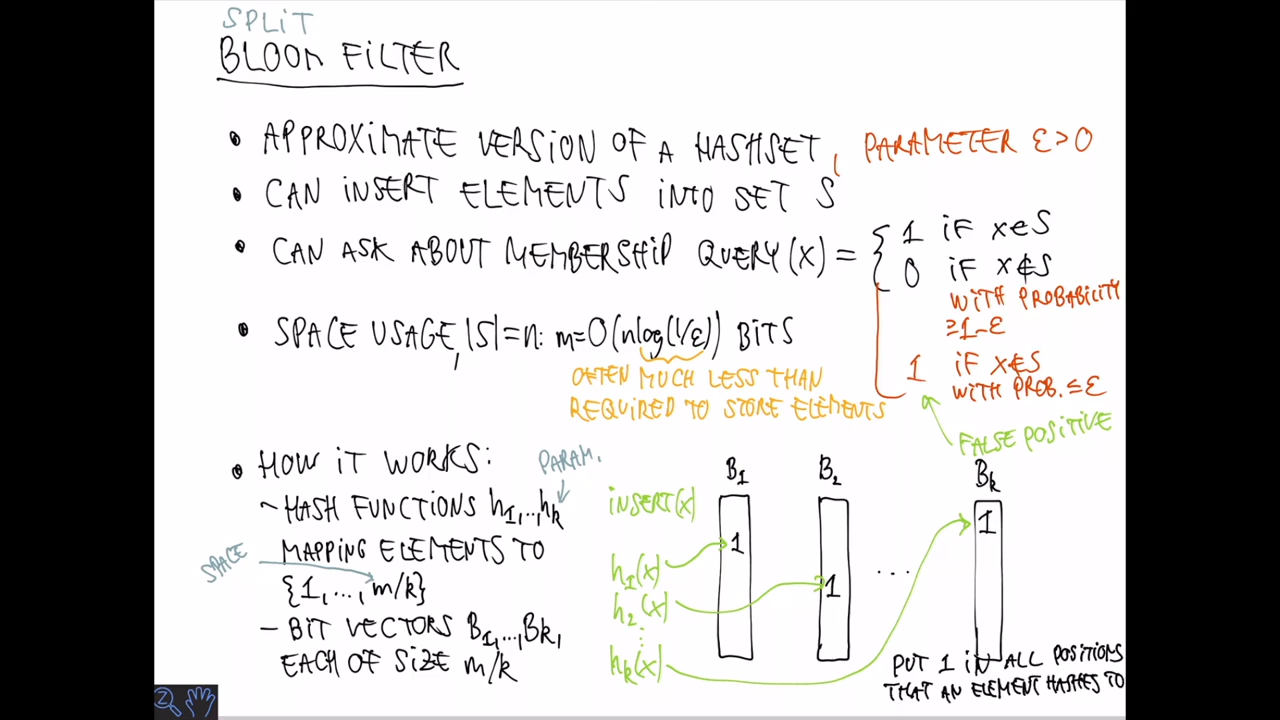 SPLIT
BLOOM FILTER
• APPROXIMATE VERSION OF A HASHSET, PARAMETER ε>0
• CAN INSERT ELEMENTS INTO SET S
• CAN ASK ABOUT MEMBERSHIP QUERY(X) = { 1 if x∈S
0 if x∉S
WITH PROBABILITY
≥1-ε
1 if x∉S
WITH PROB. ≤ε
FALSE POSITIVE
• SPACE USAGE, |S|=n: m=O(nlog(1/ε)) BITS
OFTEN MUCH LESS THAN
REQUIRED TO STORE ELEMENTS
• HOW IT WORKS:
PARAM.
~ HASH FUNCTIONS h1,..,hk
MAPPING ELEMENTS TO
SPACE
{1,...,m/k}
- BIT VECTORS B1,..,Bk,
EACH OF SIZE m/k
B1 B2 Bk
INSERT(X)
1 1 ... 1
h1(x)
h2(x)
⋮
hk(x)
PUT 1 IN ALL POSITIONS
THAT AN ELEMENT HASHES TO